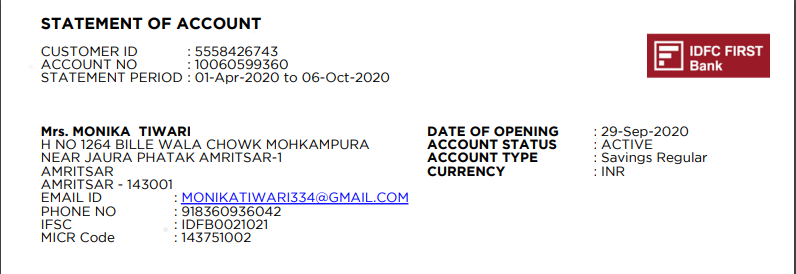 STATEMENT OF ACCOUNT
CUSTOMER ID : 5558426743
ACCOUNT NO : 10060599360
STATEMENT PERIOD : 01-Apr-2020 to 06-Oct-2020
IDFC FIRST
Bank
Mrs. MONIKA TIWARI
H NO 1264 BILLE WALA CHOWK MOHKAMPURA
NEAR JAURA PHATAK AMRITSAR-1
AMRITSAR
AMRITSAR - 143001
EMAIL ID : MONIKATIWARI334@GMAIL.COM
PHONE NO : 918360936042
IFSC : IDFB0021021
MICR Code : 143751002
DATE OF OPENING : 29-Sep-2020
ACCOUNT STATUS : ACTIVE
ACCOUNT TYPE : Savings Regular
CURRENCY : INR